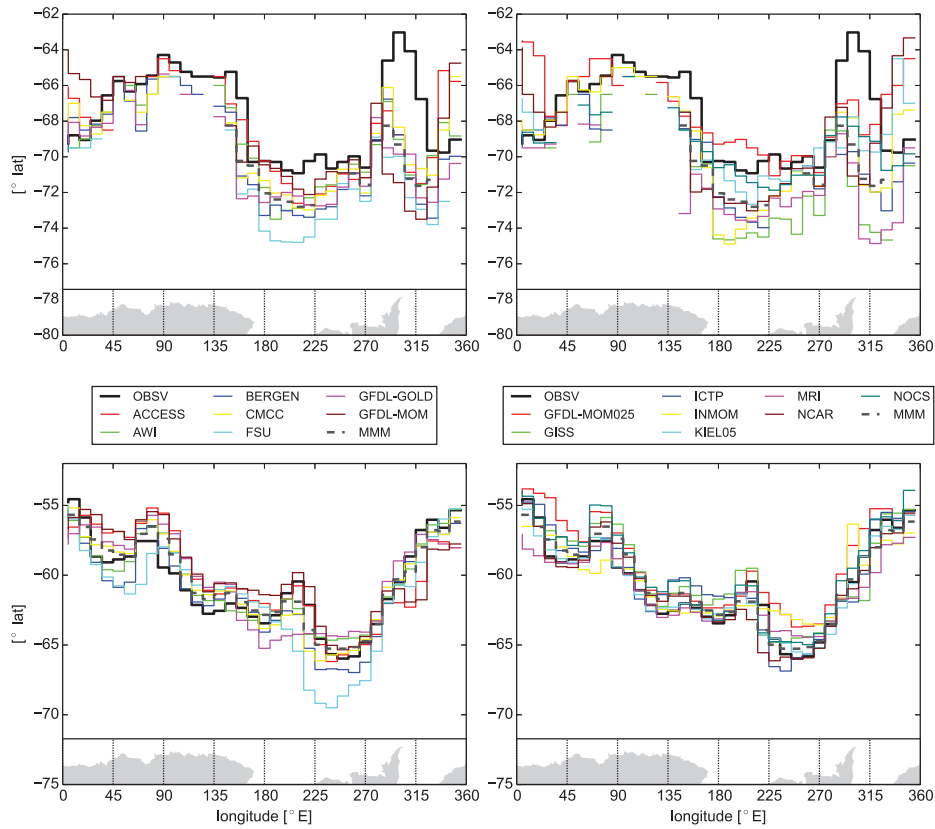 −62
−64
−66
−68
−70
−72
−74
−76
−78
−80
[° lat]
0 45 90 135 180 225 270 315 360
−62
−64
−66
−68
−70
−72
−74
−76
−78
−80
0 45 90 135 180 225 270 315 360
OBSV BERGEN GFDL-GOLD
ACCESS CMCC GFDL-MOM
AWI FSU MMM
OBSV ICTP MRI NOCS
GFDL-MOM025 INMOM NCAR MMM
GISS KIEL05
−55
−60
−65
−70
−75
[° lat]
0 45 90 135 180 225 270 315 360
longitude [° E]
−55
−60
−65
−70
−75
0 45 90 135 180 225 270 315 360
longitude [° E]